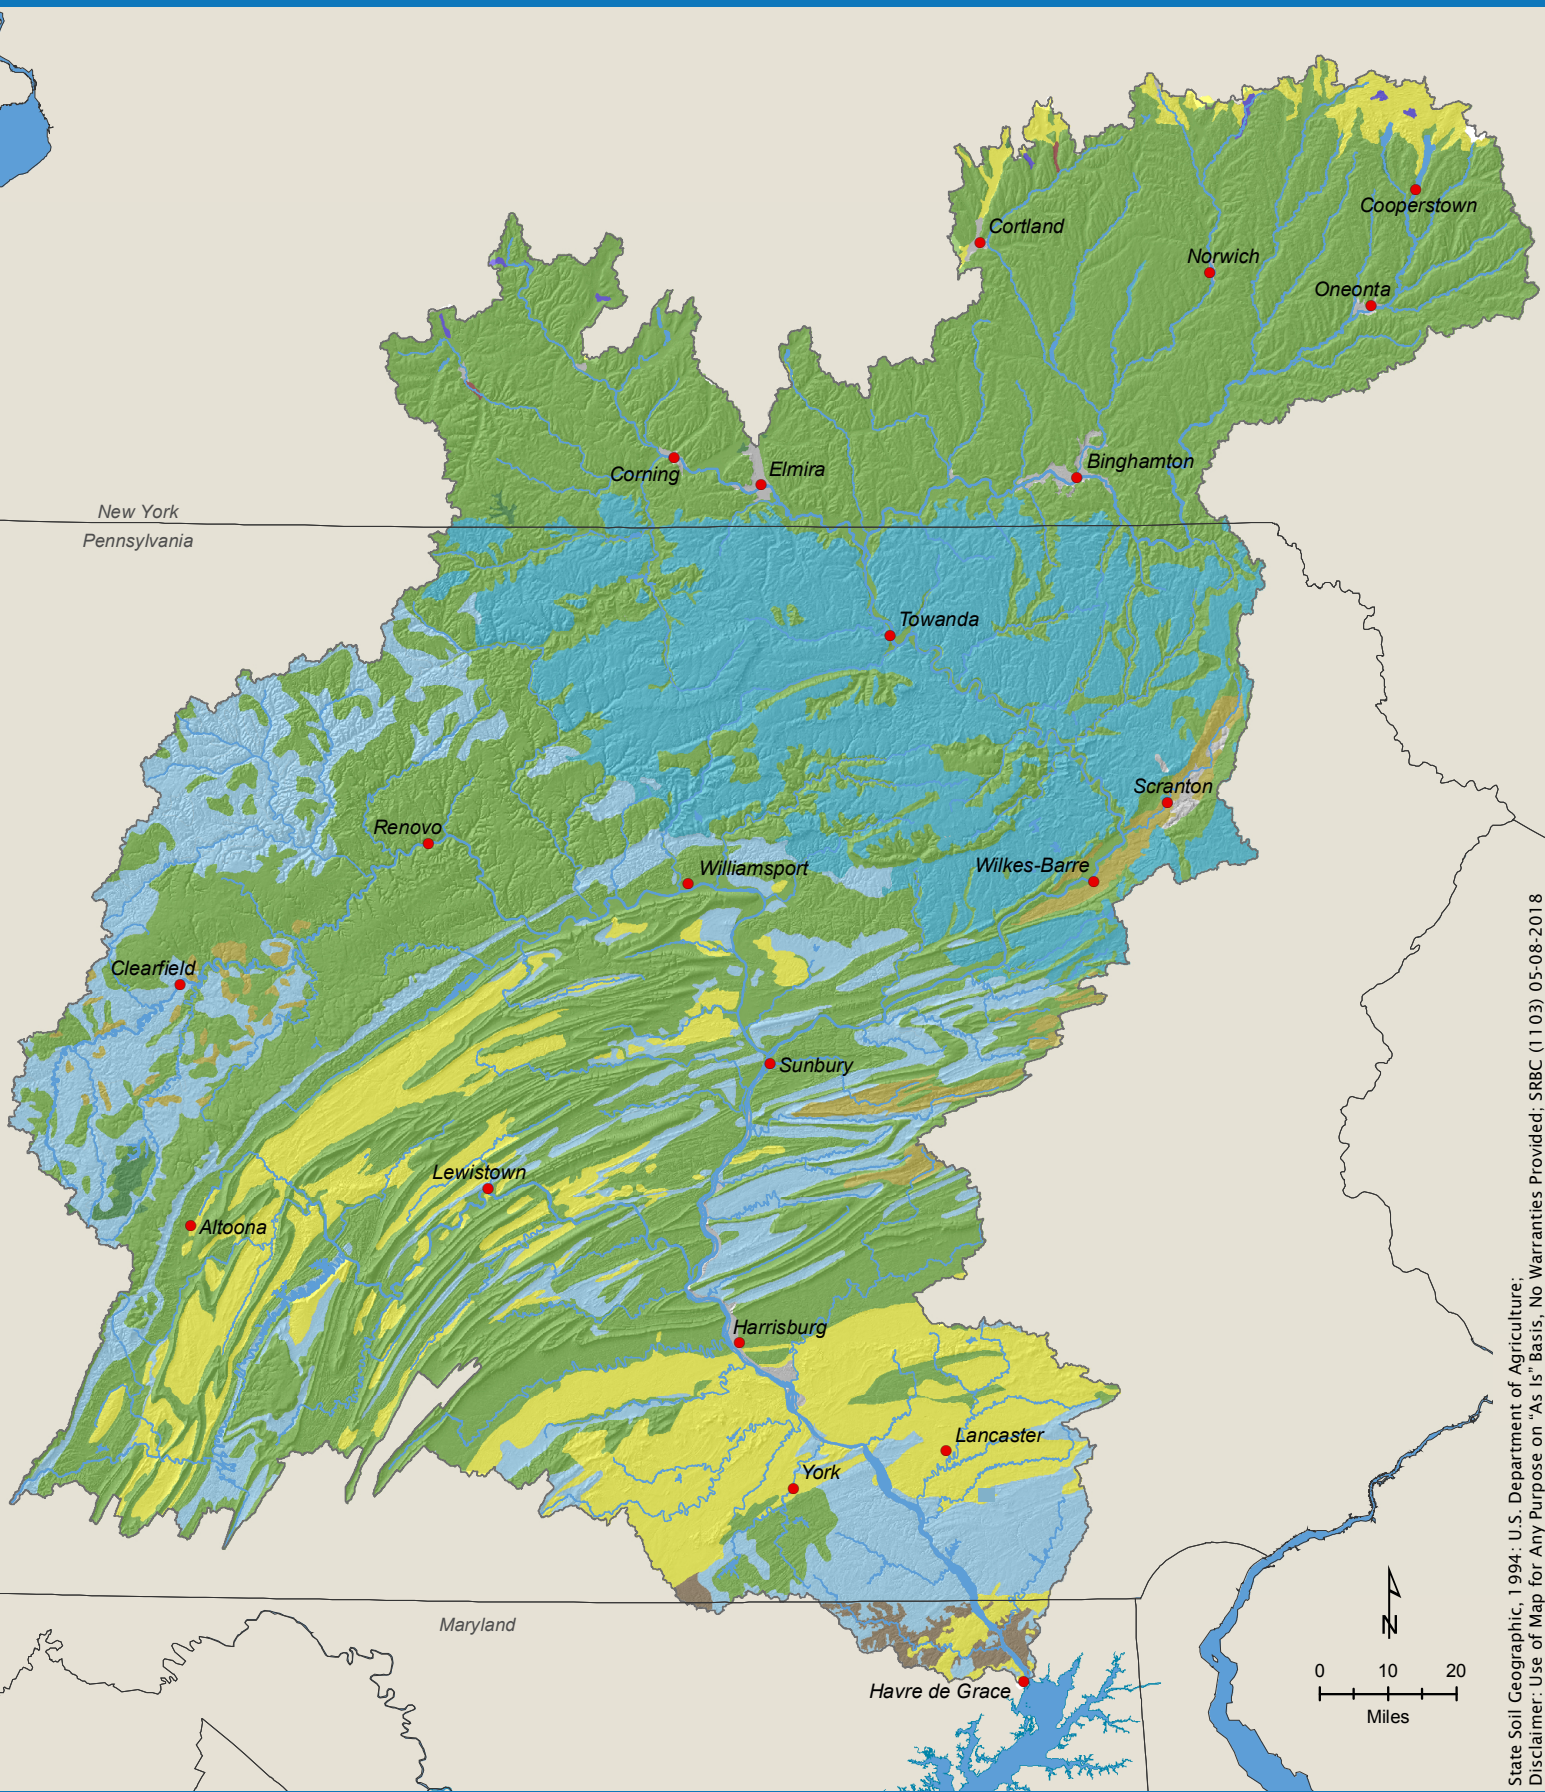 Cooperstown
Cortland
Norwich
Oneonta
Binghamton
Elmira
Corning
New York
Pennsylvania
Towanda
Scranton
Renovo
Wilkes-Barre
Williamsport
Clearfield
Sunbury
Lewistown
Altoona
Harrisburg
Lancaster
York
Maryland
Havre de Grace
N
0 10 20
Miles
State Soil Geographic, 1994: U.S. Department of Agriculture;
Disclaimer: Use of Map for Any Purpose on "As Is" Basis, No Warranties Provided; SRBC (1103) 05-08-2018